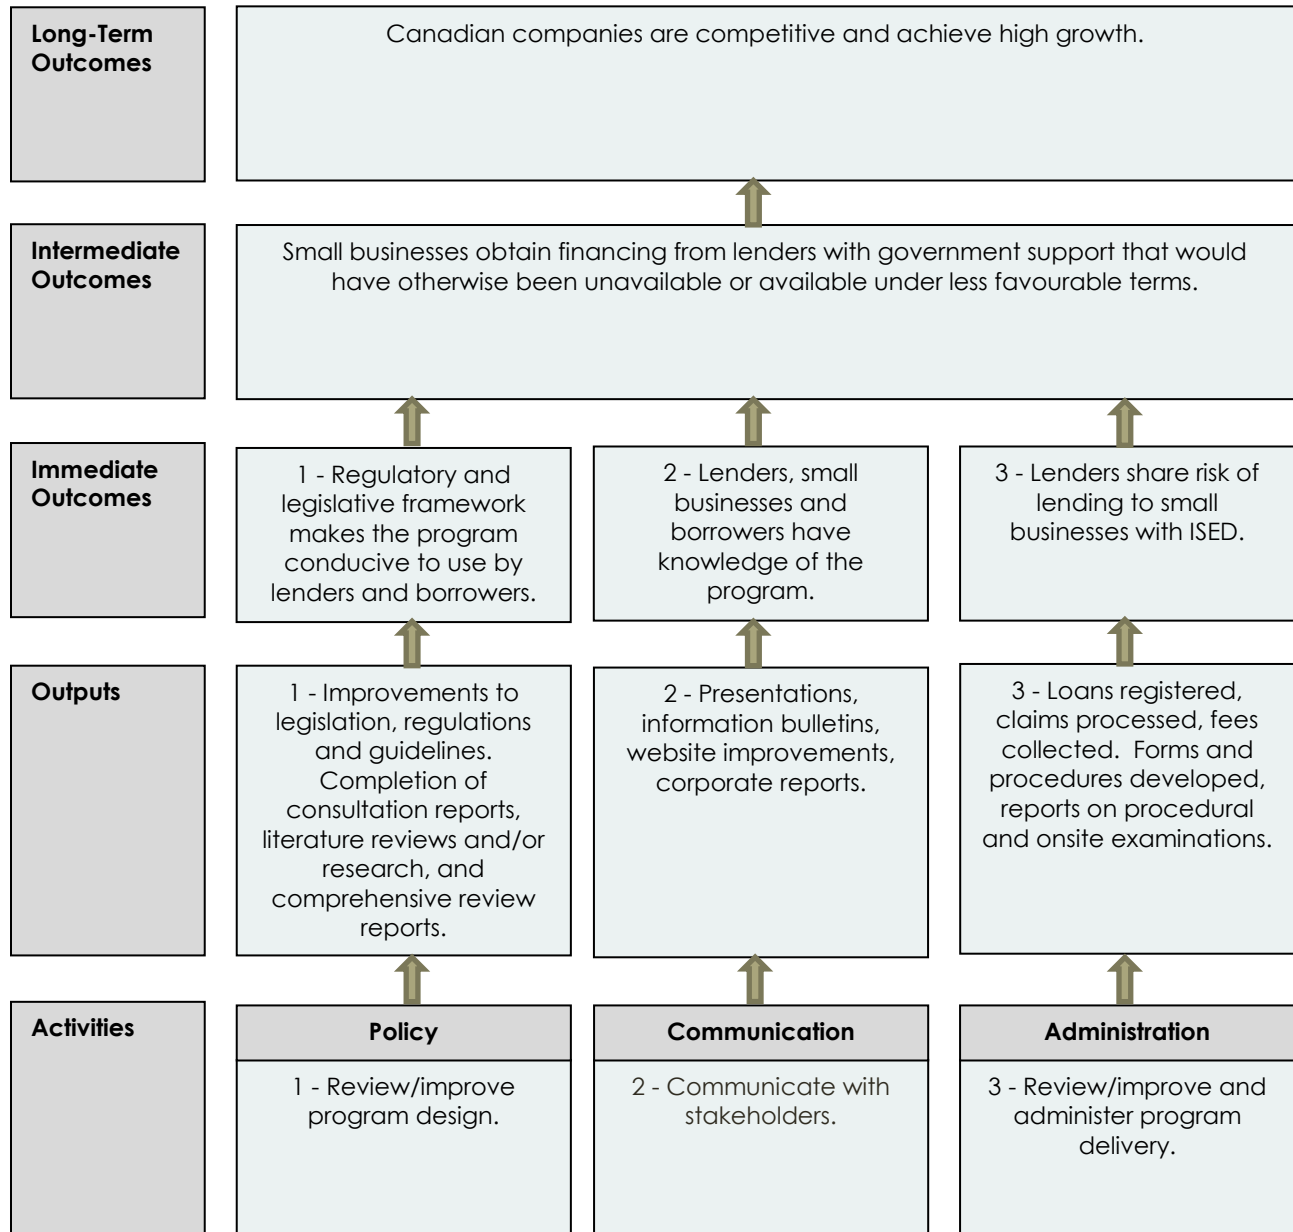 Long-Term
Outcomes
Canadian companies are competitive and achieve high growth.
Intermediate
Outcomes
Small businesses obtain financing from lenders with government support that would
have otherwise been unavailable or available under less favourable terms.
Immediate
Outcomes
1 - Regulatory and
legislative framework
makes the program
conducive to use by
lenders and borrowers.
2 - Lenders, small
businesses and
borrowers have
knowledge of the
program.
3 - Lenders share risk of
lending to small
businesses with ISED.
Outputs
1 - Improvements to
legislation, regulations
and guidelines.
Completion of
consultation reports,
literature reviews and/or
research, and
comprehensive review
reports.
2 - Presentations,
information bulletins,
website improvements,
corporate reports.
3 - Loans registered,
claims processed, fees
collected.  Forms and
procedures developed,
reports on procedural
and onsite examinations.
Activities
Policy
1 - Review/improve
program design.
Communication
2 - Communicate with
stakeholders.
Administration
3 - Review/improve and
administer program
delivery.